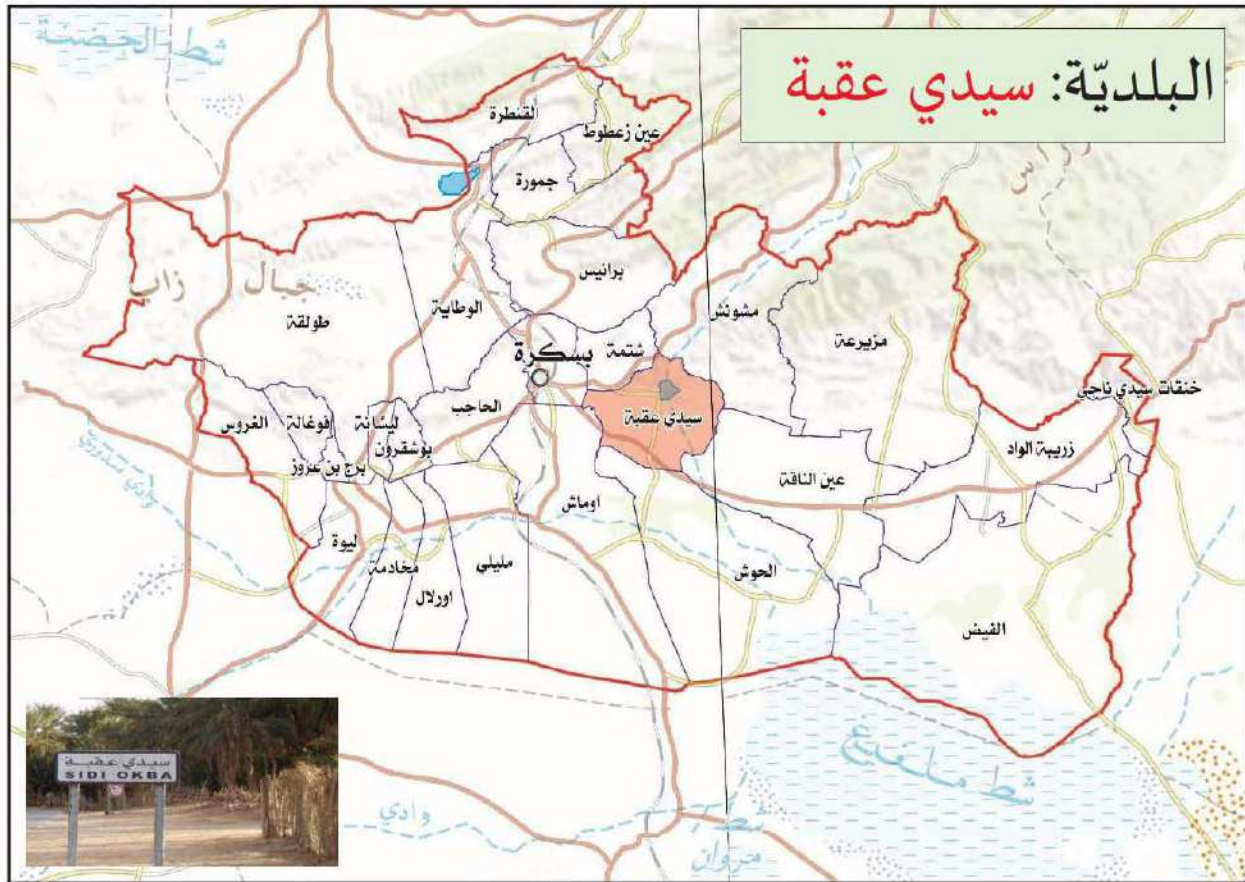 البلديّة: سيدي عقبة
شط الحضنة
القنطرة
عين زعطوط
جمورة
برانيس
جبال زاب
طولقة
الوطاية
مشونش
مزيرعة
شتمة
بسكرة
خنقات سيدي ناجي
الحاجب
سيدي عقبة
ليشانة
فوغالة
الغروس
بوشقرون
برج بن عزوز
زريبة الواد
عين الناقة
اوماش
ليوة
مخادمة
مليلي
اورلال
الحوش
الفيض
شط ملغيغ
سيدي عقبة
SIDI OKBA
وادي
شط
مروان